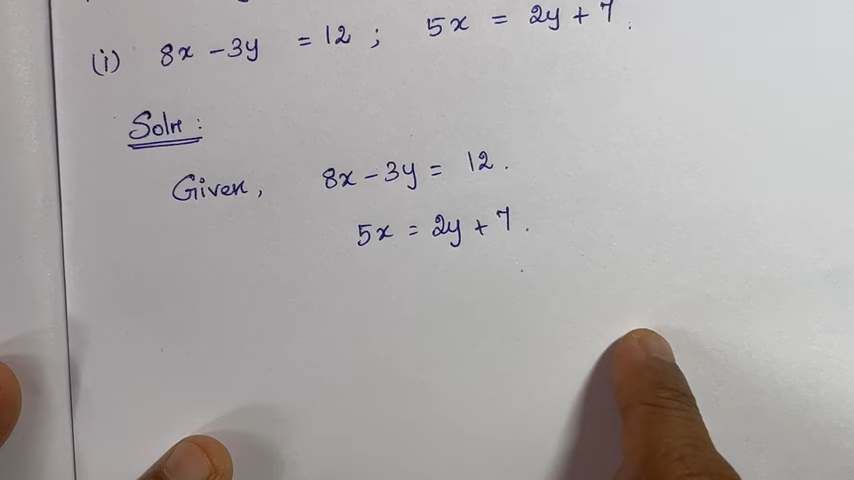 (i) 8x - 3y = 12 ; 5x = 2y + 7.
Soln :
Given, 8x - 3y = 12.
5x = 2y + 7.